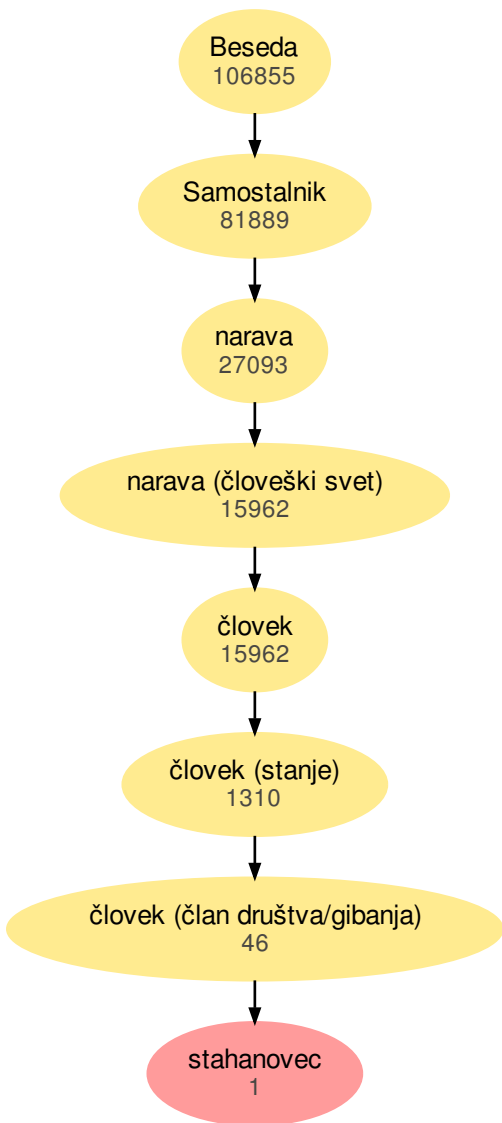 Beseda
106855
Samostalnik
81889
narava
27093
narava (človeški svet)
15962
človek
15962
človek (stanje)
1310
človek (član društva/gibanja)
46
stahanovec
1